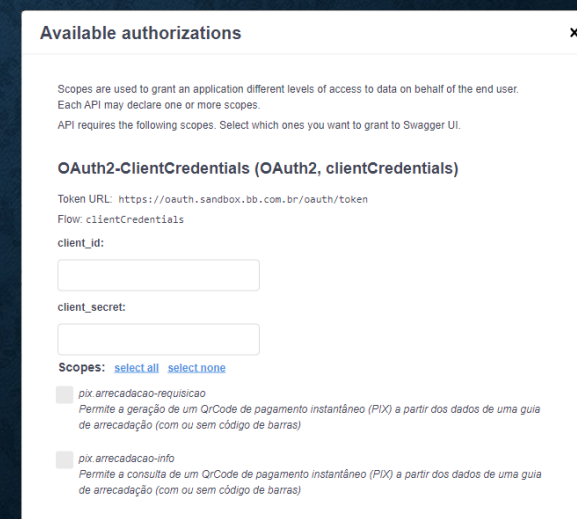 Available authorizations
Scopes are used to grant an application different levels of access to data on behalf of the end user.
Each API may declare one or more scopes.
API requires the following scopes. Select which ones you want to grant to Swagger UI.
OAuth2-ClientCredentials (OAuth2, clientCredentials)
Token URL: https://oauth.sandbox.bb.com.br/oauth/token
Flow: clientCredentials
client_id:
client_secret:
Scopes: select all select none
pix.arrecadacao-requisicao
Permite a geração de um QrCode de pagamento instantâneo (PIX) a partir dos dados de uma guia
de arrecadação (com ou sem código de barras)
pix.arrecadacao-info
Permite a consulta de um QrCode de pagamento instantâneo (PIX) a partir dos dados de uma guia
de arrecadação (com ou sem código de barras)